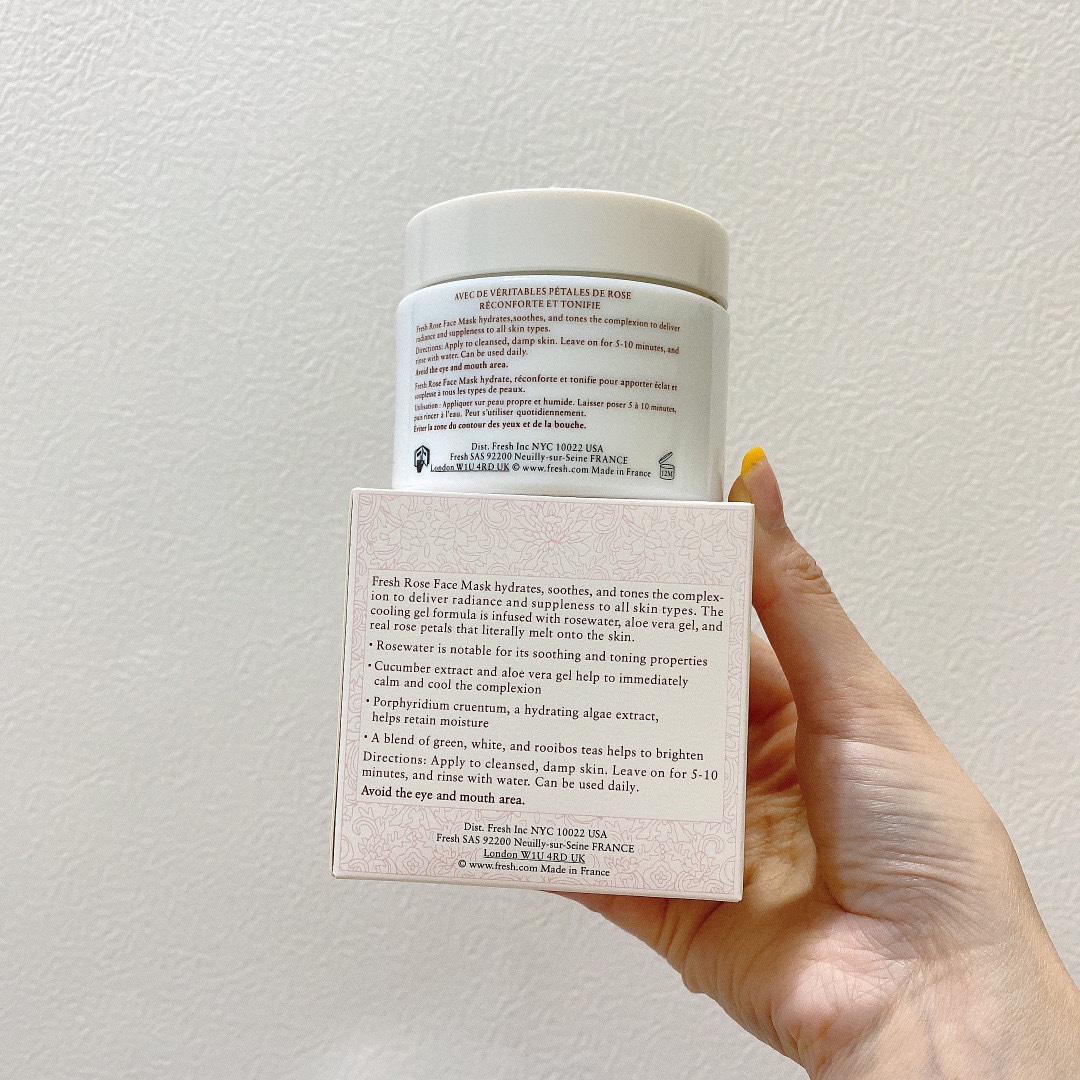 AVEC DE VÉRITABLES PÉTALES DE ROSE
RÉCONFORTE ET TONIFIE
Fresh Rose Face Mask hydrates,soothes, and tones the complexion to deliver
radiance and suppleness to all skin types.
Directions: Apply to cleansed, damp skin. Leave on for 5-10 minutes, and
rinse with water. Can be used daily.
Avoid the eye and mouth area.
Fresh Rose Face Mask hydrate, réconforte et tonifie pour apporter éclat et
souplesse à tous les types de peaux.
Utilisation : Appliquer sur peau propre et humide. Laisser poser 5 à 10 minutes,
puis rincer à l'eau. Peut s'utiliser quotidiennement.
Éviter la zone du contour des yeux et de la bouche.
Dist. Fresh Inc NYC 10022 USA
Fresh SAS 92200 Neuilly-sur-Seine FRANCE
London W1U 4RD UK © www.fresh.com Made in France
12M
Fresh Rose Face Mask hydrates, soothes, and tones the complex-
ion to deliver radiance and suppleness to all skin types. The
cooling gel formula is infused with rosewater, aloe vera gel, and
real rose petals that literally melt onto the skin.
• Rosewater is notable for its soothing and toning properties
• Cucumber extract and aloe vera gel help to immediately
calm and cool the complexion
• Porphyridium cruentum, a hydrating algae extract,
helps retain moisture
• A blend of green, white, and rooibos teas helps to brighten
Directions: Apply to cleansed, damp skin. Leave on for 5-10
minutes, and rinse with water. Can be used daily.
Avoid the eye and mouth area.
Dist. Fresh Inc NYC 10022 USA
Fresh SAS 92200 Neuilly-sur-Seine FRANCE
London W1U 4RD UK
© www.fresh.com Made in France